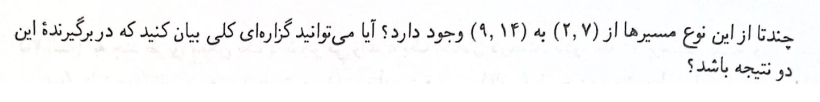 چندتا از این نوع مسیرها از (۲,۷) به (۹,۱۴) وجود دارد؟ آیا می‌توانید گزاره‌ای کلی بیان کنید که در برگیرندهٔ این
دو نتیجه باشد؟